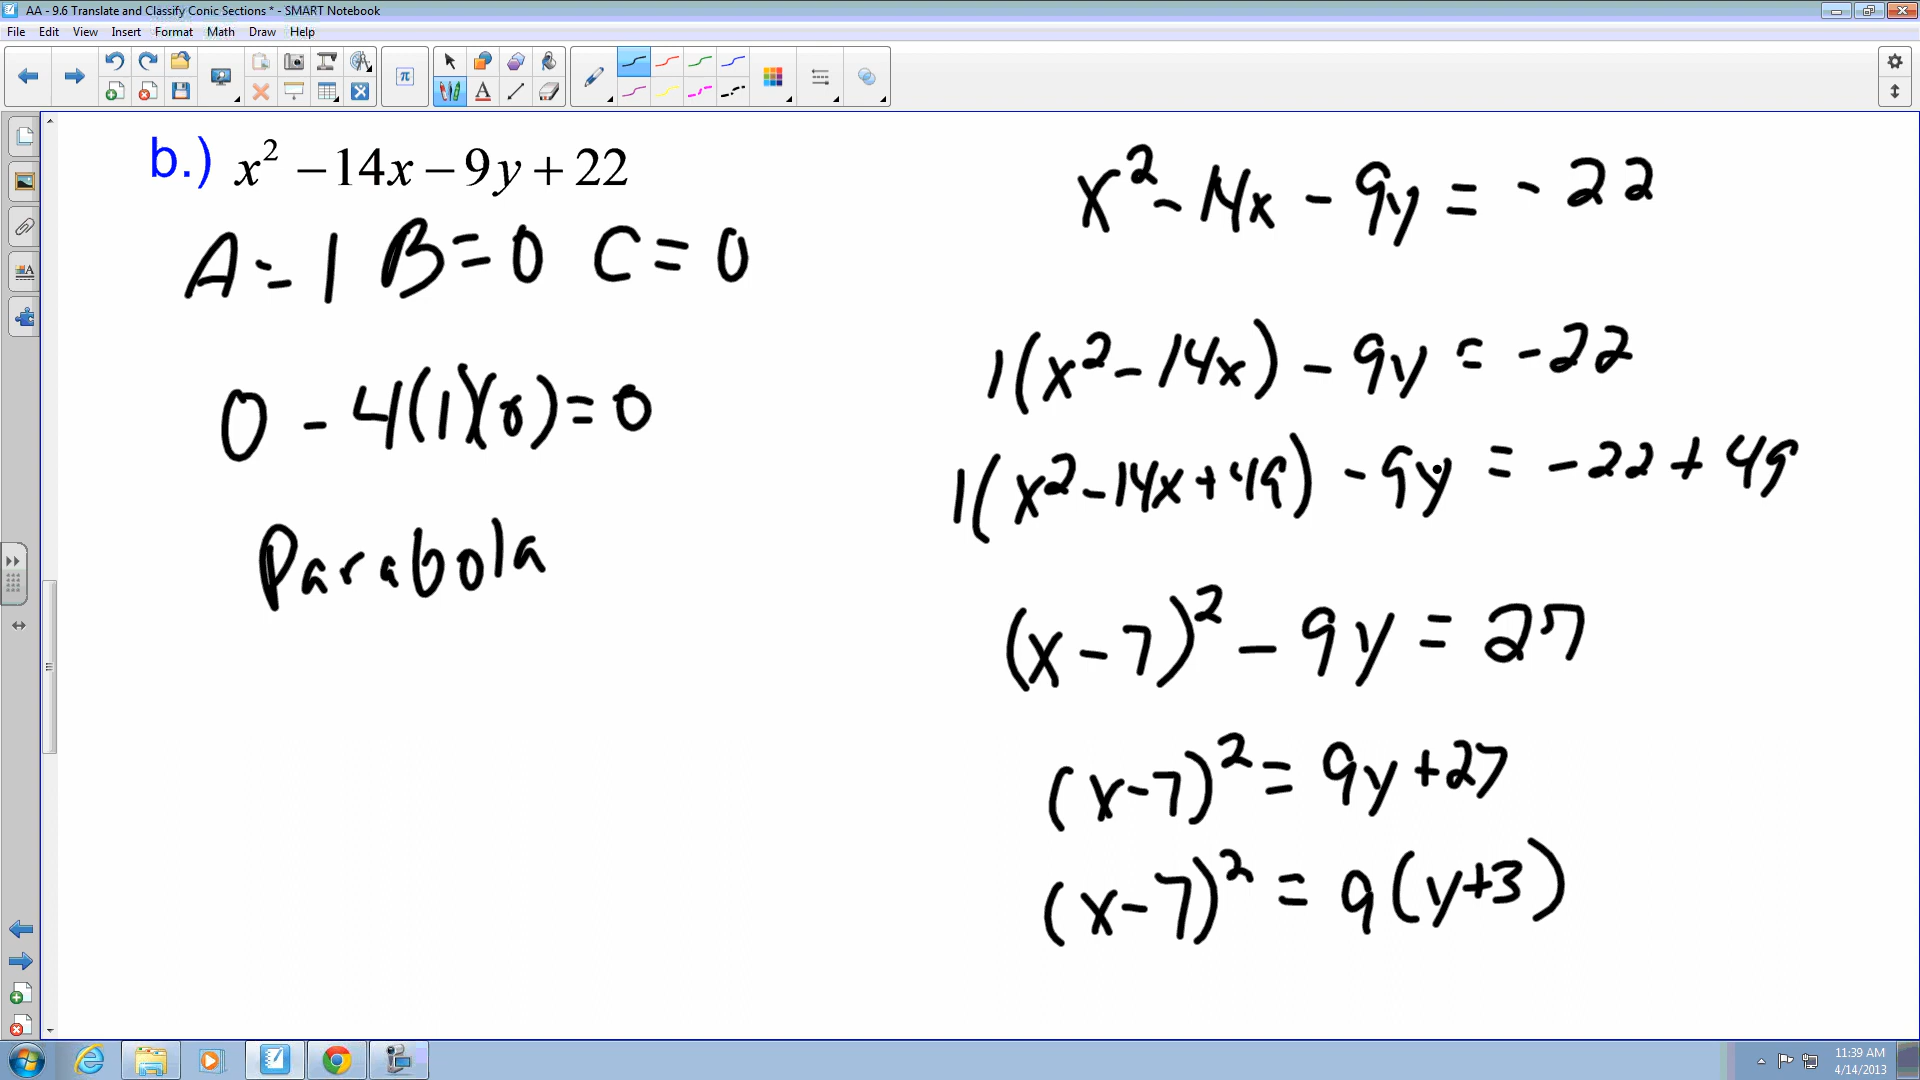 AA - 9.6 Translate and Classify Conic Sections * - SMART Notebook
File Edit View Insert Format Math Draw Help
b.) x² − 14x − 9y + 22
A = 1 B = 0 C = 0
0 - 4(1)(0) = 0
Parabola
x² - 14x - 9y = -22
1(x² - 14x) - 9y = -22
1(x² - 14x + 49) - 9y = -22 + 49
(x - 7)² - 9y = 27
(x - 7)² = 9y + 27
(x - 7)² = 9(y + 3)
11:39 AM
4/14/2013